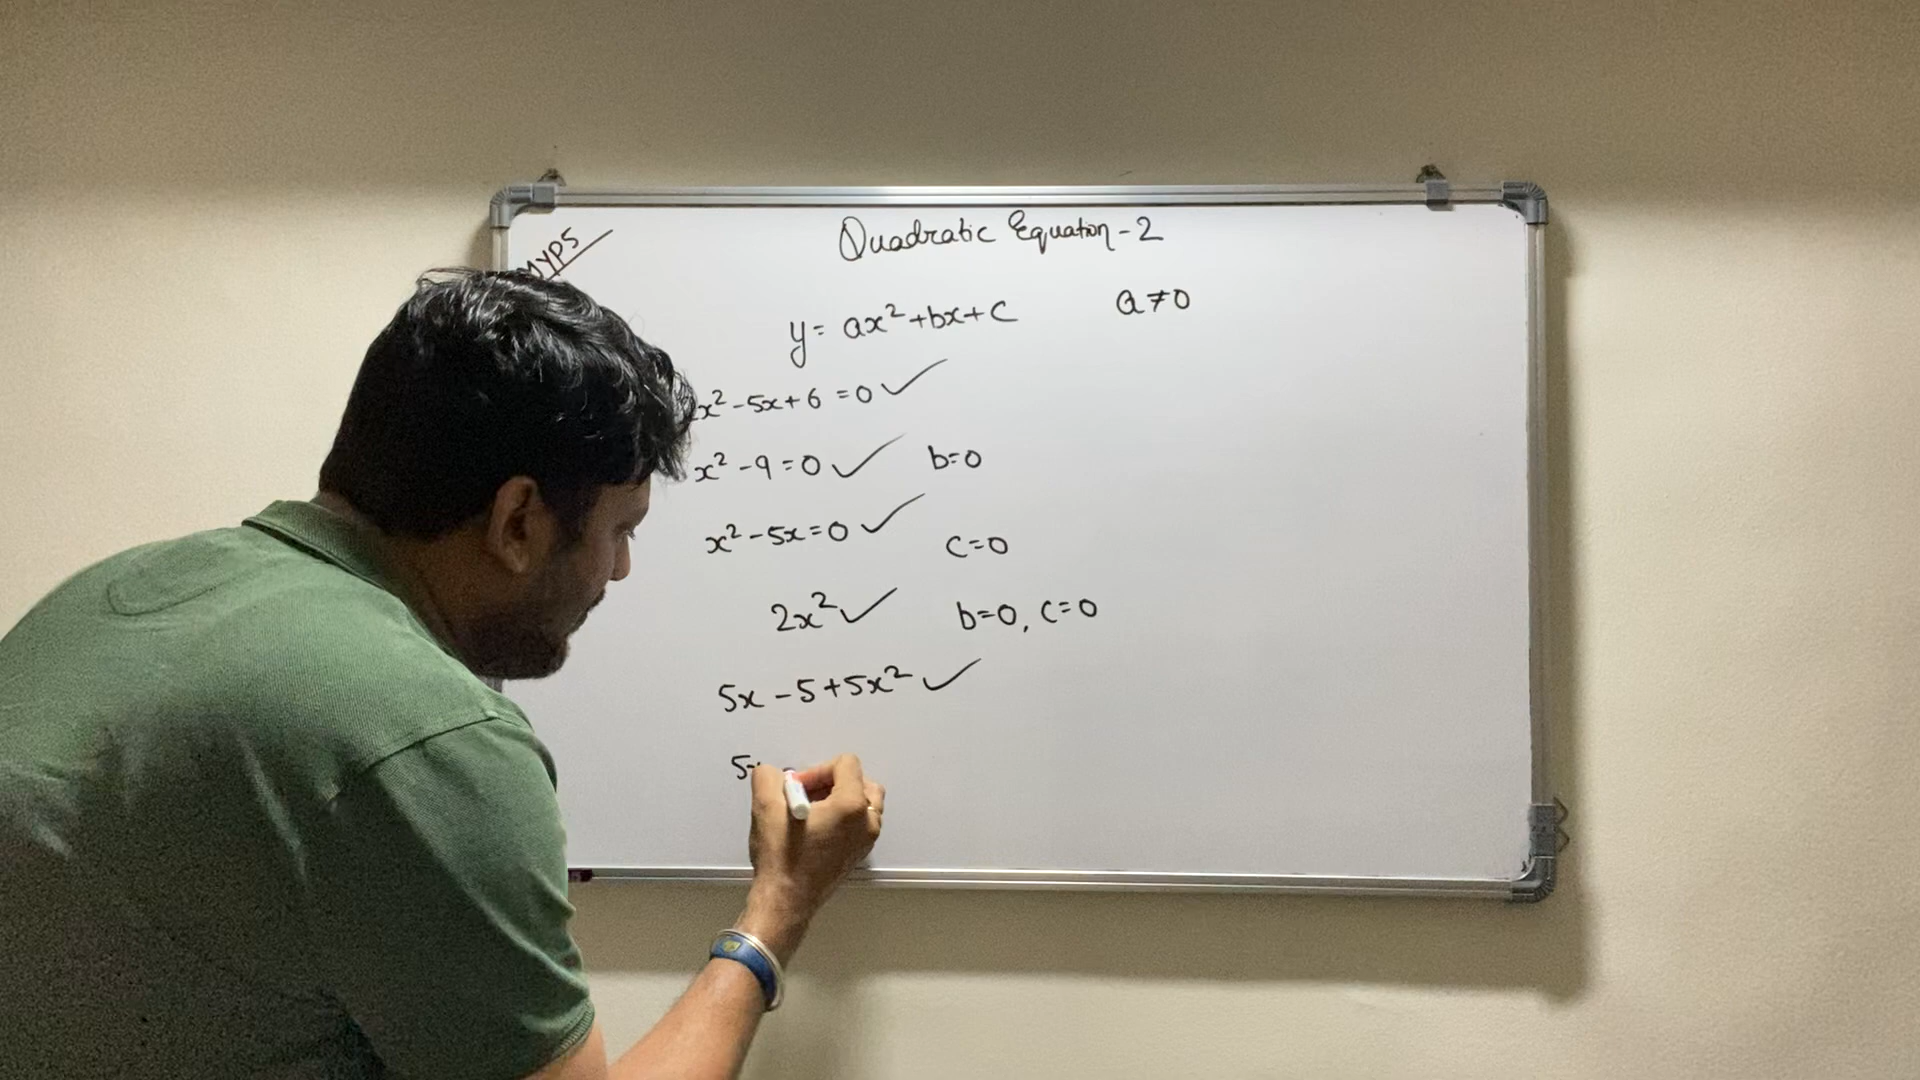 MYP5
Quadratic Equation - 2
y = ax² + bx + c a ≠ 0
x² - 5x + 6 = 0 ✓
x² - 9 = 0 ✓ b=0
x² - 5x = 0 ✓ c=0
2x² ✓ b=0, c=0
5x - 5 + 5x² ✓
5x